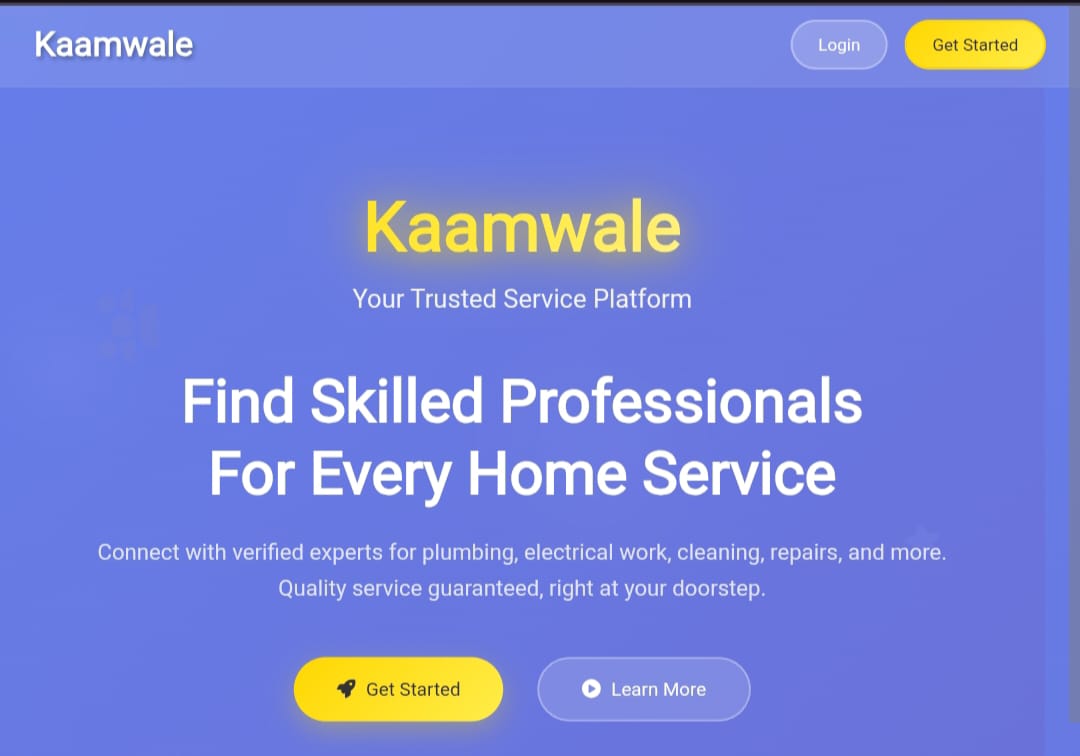 Kaamwale
Login
Get Started
Kaamwale
Your Trusted Service Platform
Find Skilled Professionals
For Every Home Service
Connect with verified experts for plumbing, electrical work, cleaning, repairs, and more.
Quality service guaranteed, right at your doorstep.
Get Started
Learn More